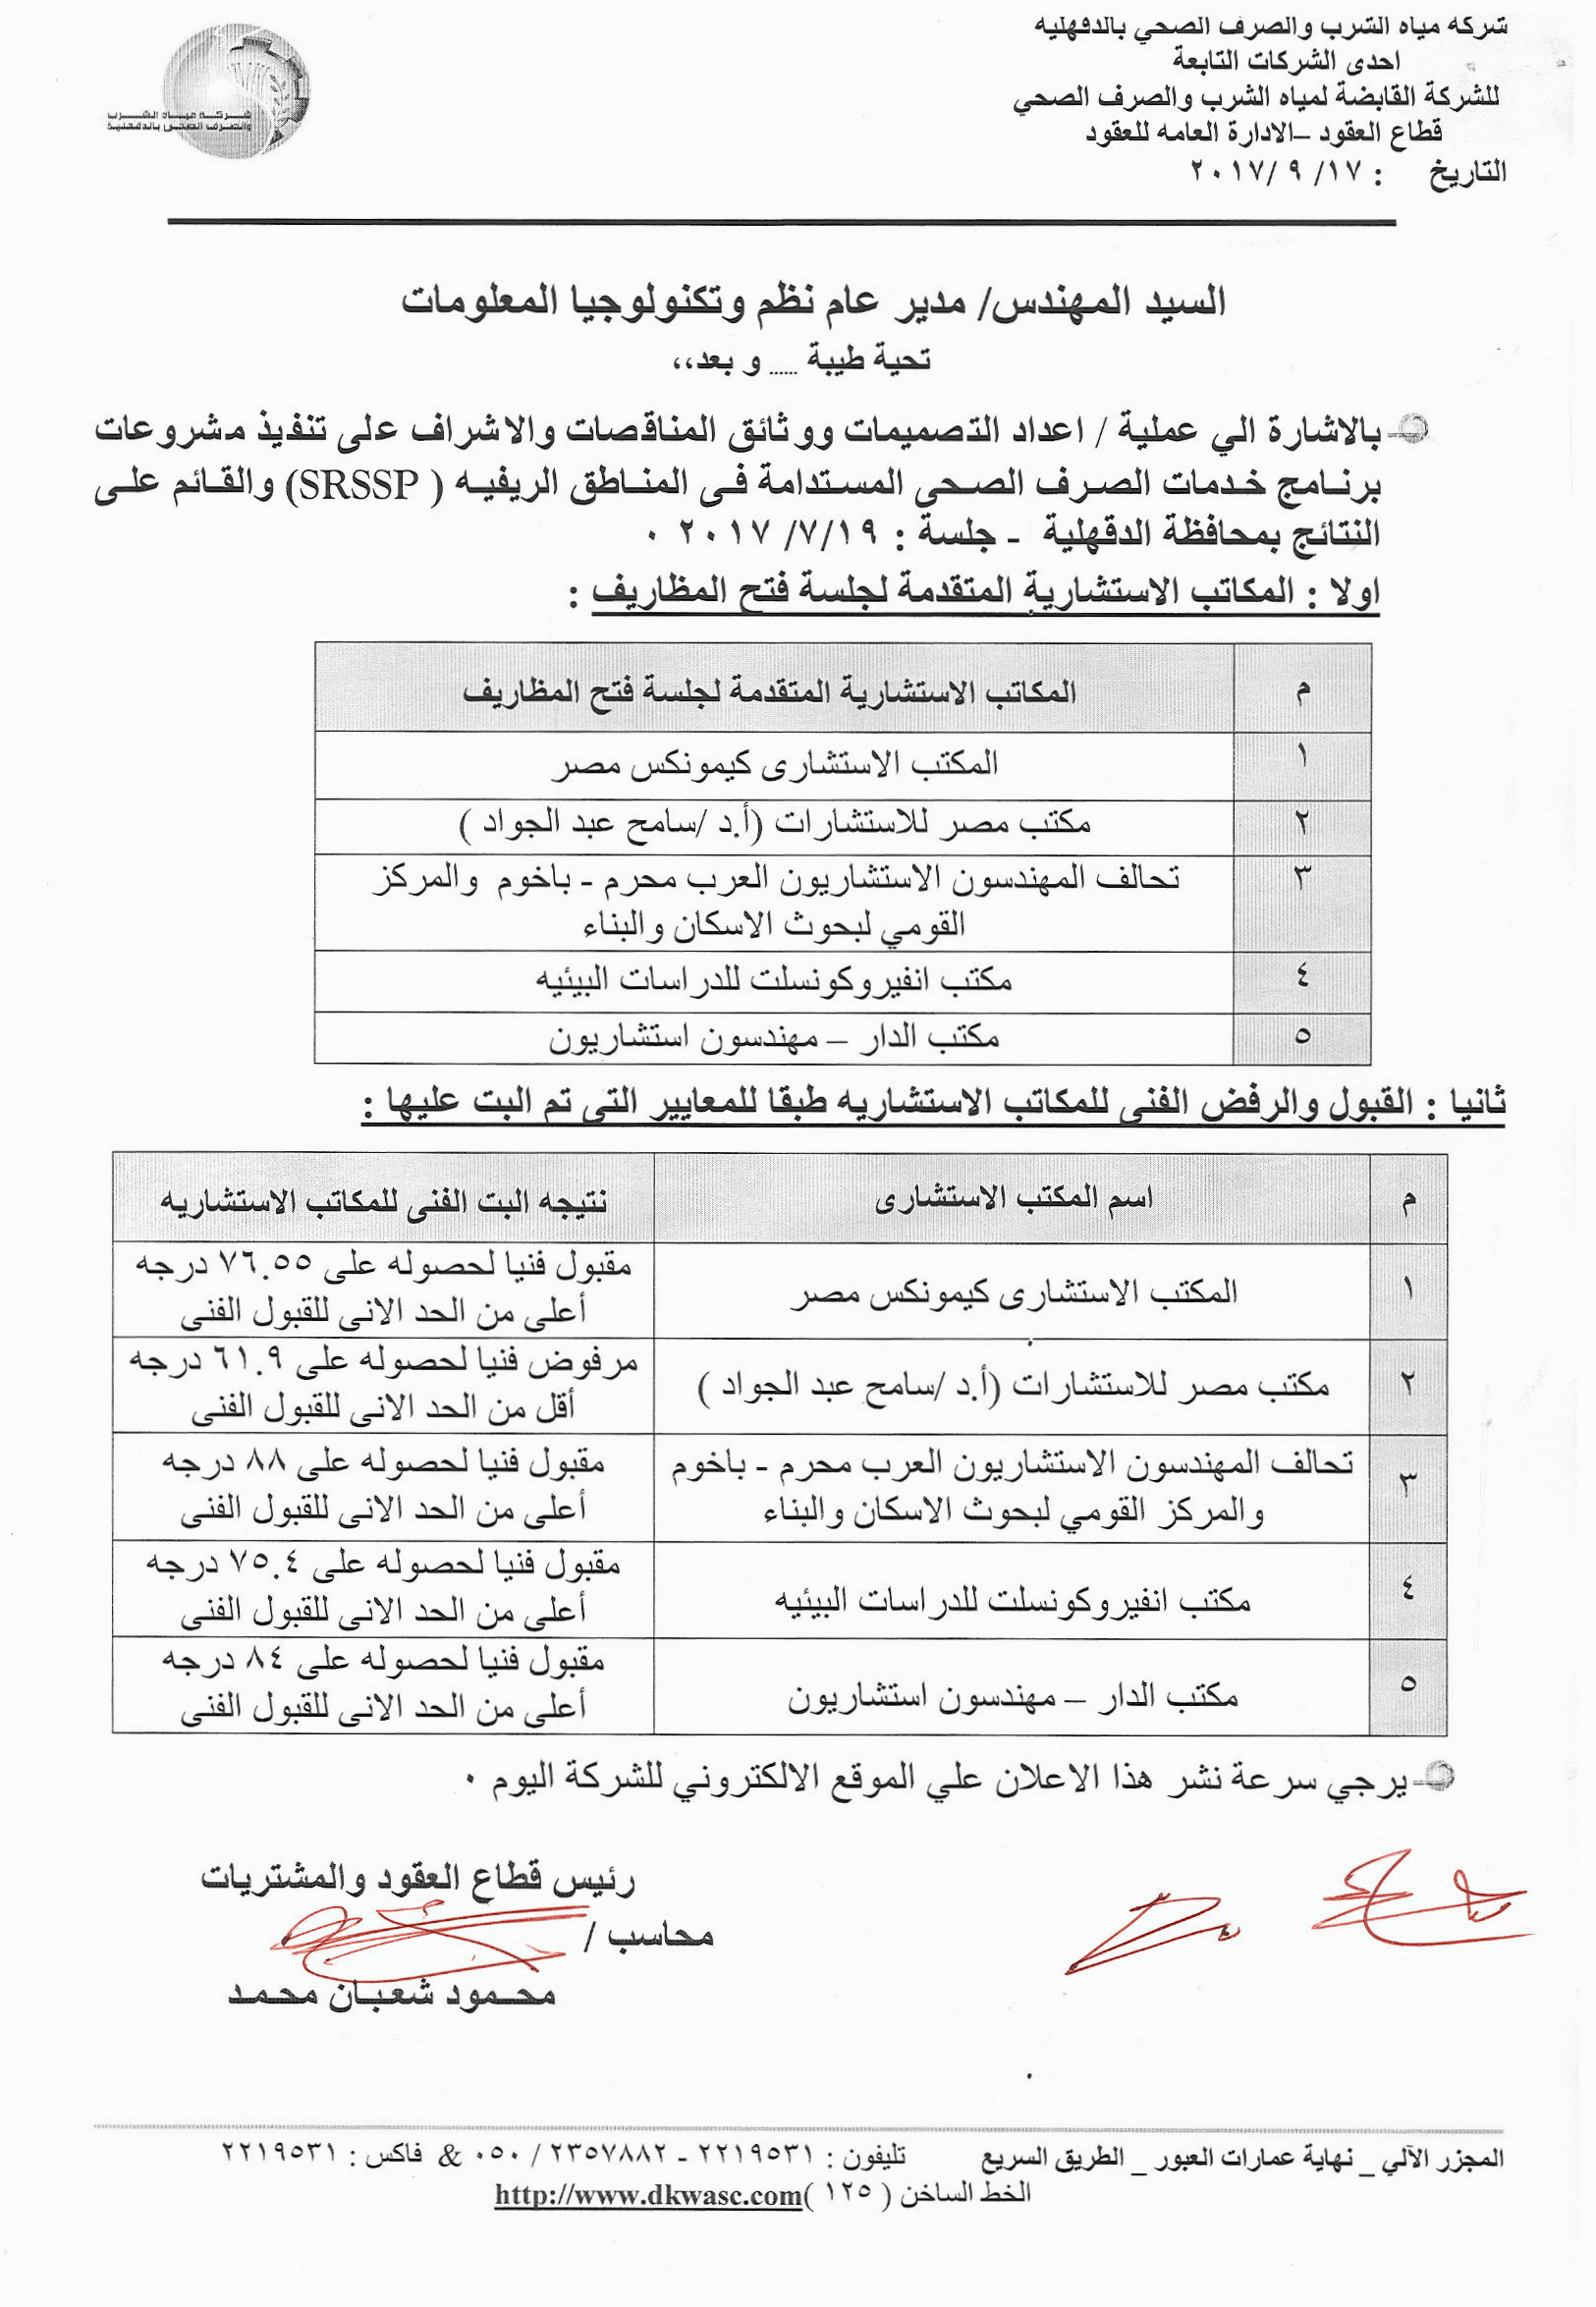 شركه مياه الشرب والصرف الصحي بالدقهليه
احدى الشركات التابعة
للشركة القابضة لمياه الشرب والصرف الصحي
قطاع العقود –الادارة العامه للعقود
التاريخ : ١٧/ ٩ /٢٠١٧
شركة مياه الشرب
والصرف الصحى بالدقهلية
السيد المهندس/ مدير عام نظم وتكنولوجيا المعلومات
تحية طيبة ...... و بعد،،
بالاشارة الي عملية / اعداد التصميمات ووثائق المناقصات والاشراف على تنفيذ مشروعات
برنامج خدمات الصرف الصحى المستدامة فى المناطق الريفيه ( SRSSP) والقائم على
النتائج بمحافظة الدقهلية - جلسة : ٧/١٩/ ٢٠١٧ ٠
اولا : المكاتب الاستشارية المتقدمة لجلسة فتح المظاريف :
م المكاتب الاستشارية المتقدمة لجلسة فتح المظاريف
١ المكتب الاستشارى كيمونكس مصر
٢ مكتب مصر للاستشارات (أ.د /سامح عبد الجواد )
٣ تحالف المهندسون الاستشاريون العرب محرم - باخوم والمركز
القومي لبحوث الاسكان والبناء
٤ مكتب انفيروكونسلت للدراسات البيئيه
٥ مكتب الدار – مهندسون استشاريون
ثانيا : القبول والرفض الفنى للمكاتب الاستشاريه طبقا للمعايير التى تم البت عليها :
م اسم المكتب الاستشارى نتيجه البت الفنى للمكاتب الاستشاريه
١ المكتب الاستشارى كيمونكس مصر مقبول فنيا لحصوله على ٧٦.٥٥ درجه
أعلى من الحد الانى للقبول الفنى
٢ مكتب مصر للاستشارات (أ.د /سامح عبد الجواد ) مرفوض فنيا لحصوله على ٦١.٩ درجه
أقل من الحد الانى للقبول الفنى
٣ تحالف المهندسون الاستشاريون العرب محرم - باخوم مقبول فنيا لحصوله على ٨٨ درجه
والمركز القومي لبحوث الاسكان والبناء أعلى من الحد الانى للقبول الفنى
٤ مكتب انفيروكونسلت للدراسات البيئيه مقبول فنيا لحصوله على ٧٥.٤ درجه
أعلى من الحد الانى للقبول الفنى
٥ مكتب الدار – مهندسون استشاريون مقبول فنيا لحصوله على ٨٤ درجه
أعلى من الحد الانى للقبول الفنى
يرجي سرعة نشر هذا الاعلان علي الموقع الالكتروني للشركة اليوم ٠
رئيس قطاع العقود والمشتريات
محاسب /
محمود شعبان محمد
المجزر الآلي _ نهاية عمارات العبور _ الطريق السريع تليفون : ٢٢١٩٥٣١ - ٢٣٥٧٨٨٢ / ٠٥٠ & فاكس : ٢٢١٩٥٣١
الخط الساخن ( ١٢٥ )http://www.dkwasc.com